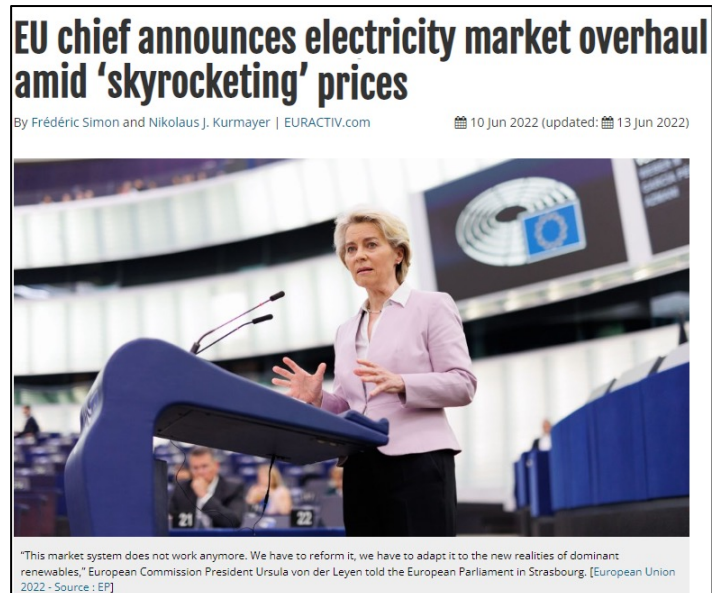 EU chief announces electricity market overhaul
amid ‘skyrocketing’ prices
By Frédéric Simon and Nikolaus J. Kurmayer | EURACTIV.com 10 Jun 2022 (updated: 13 Jun 2022)
21
22
“This market system does not work anymore. We have to reform it, we have to adapt it to the new realities of dominant
renewables,” European Commission President Ursula von der Leyen told the European Parliament in Strasbourg. [European Union
2022 - Source : EP]